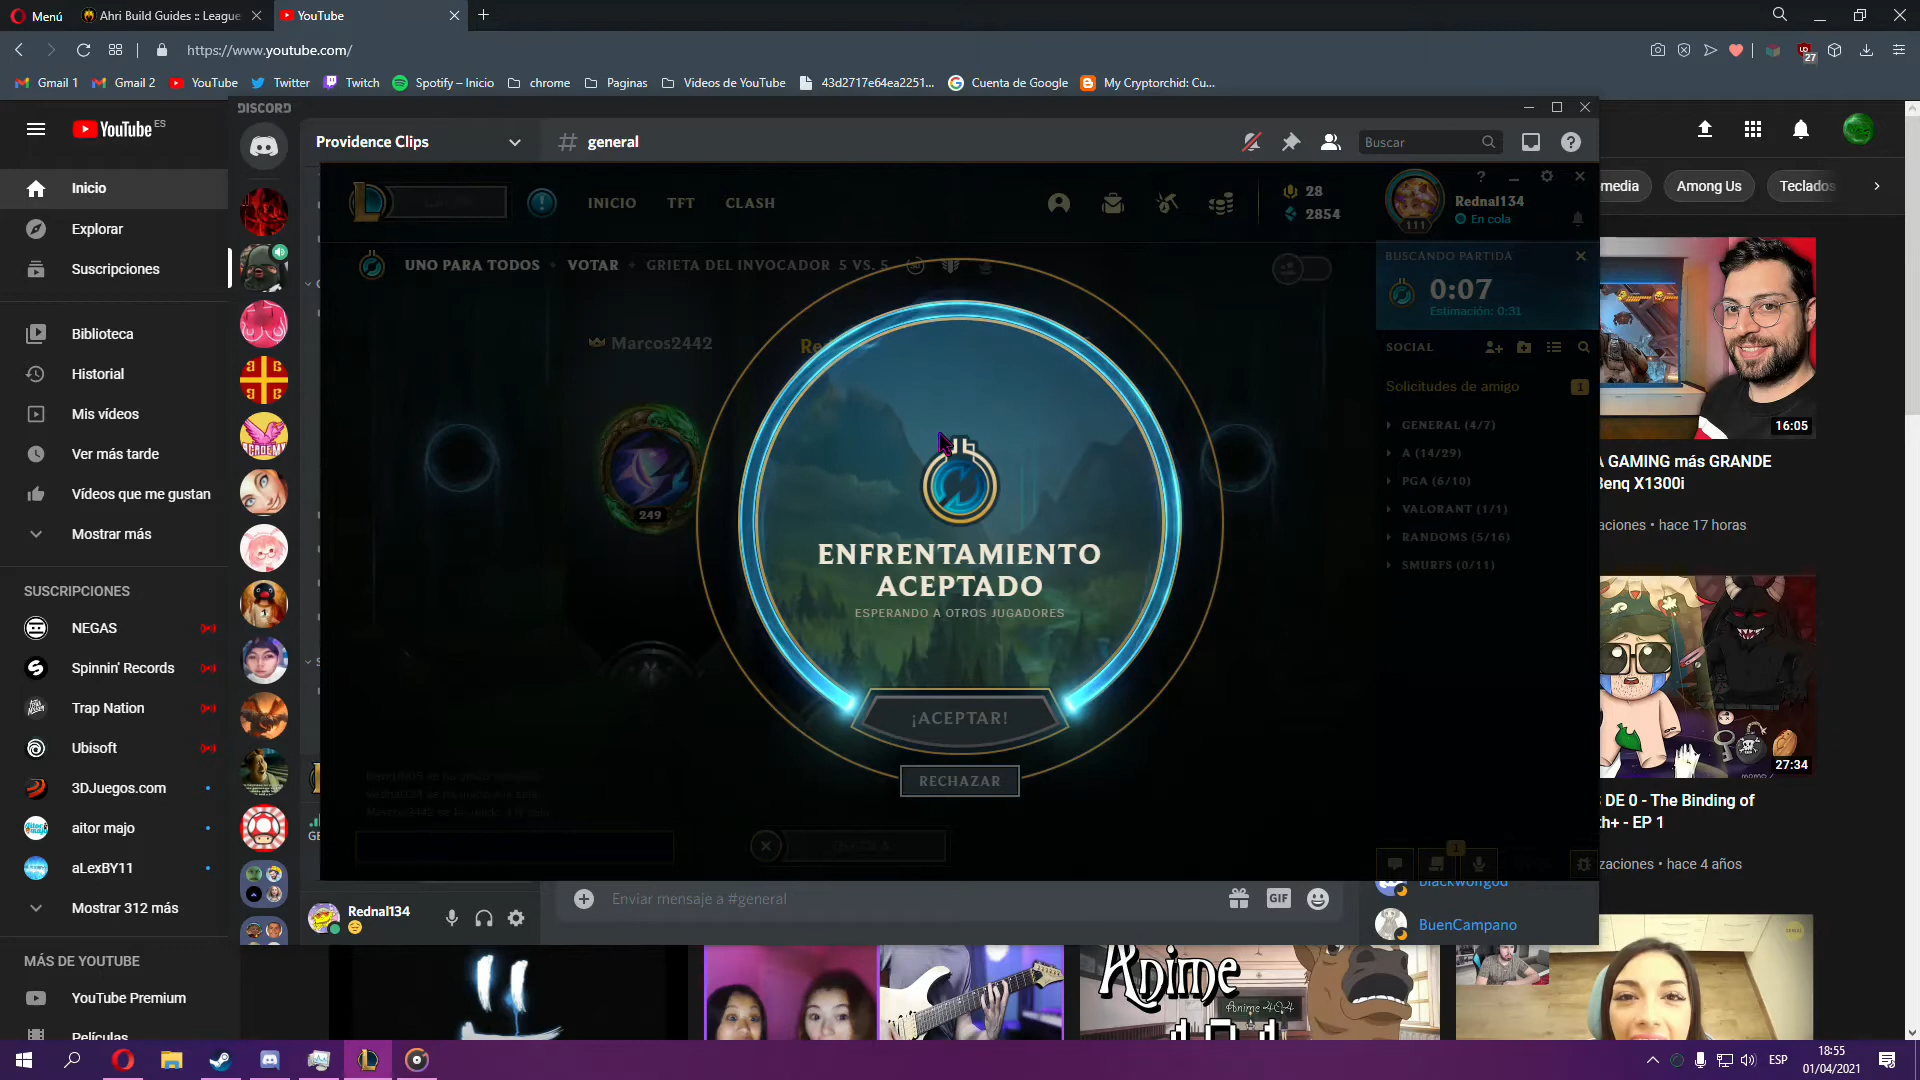 Menú
Ahri Build Guides :: League
YouTube
https://www.youtube.com/
27
Gmail 1
Gmail 2
YouTube
Twitter
Twitch
Spotify – Inicio
chrome
Paginas
Videos de YouTube
43d2717e64ea2251...
Cuenta de Google
My Cryptorchid: Cu...
YouTube ES
DISCORD
Inicio
Explorar
Suscripciones
Biblioteca
Historial
Mis vídeos
Ver más tarde
Vídeos que me gustan
Mostrar más
SUSCRIPCIONES
NEGAS
Spinnin' Records
Trap Nation
Ubisoft
3DJuegos.com
aitor majo
aLexBY11
Mostrar 312 más
MÁS DE YOUTUBE
YouTube Premium
Películas
Providence Clips
general
Buscar
INICIO
TFT
CLASH
28
2854
111
Rednal134
En cola
UNO PARA TODOS
VOTAR
GRIETA DEL INVOCADOR
5 VS. 5
BUSCANDO PARTIDA
0:07
Estimación: 0:31
SOCIAL
Solicitudes de amigo
1
GENERAL (4/7)
A (14/29)
PGA (6/10)
VALORANT (1/1)
RANDOMS (5/16)
SMURFS (0/11)
Marcos2442
249
ENFRENTAMIENTO
ACEPTADO
ESPERANDO A OTROS JUGADORES
¡ACEPTAR!
RECHAZAR
Rednal134
Enviar mensaje a #general
GIF
blackwolfgod
BuenCampano
media
Among Us
Teclados
16:05
A GAMING más GRANDE
Benq X1300i
aciones • hace 17 horas
27:34
S DE 0 - The Binding of
th+ - EP 1
zaciones • hace 4 años
Anime
Anime 404
ESP
18:55
01/04/2021